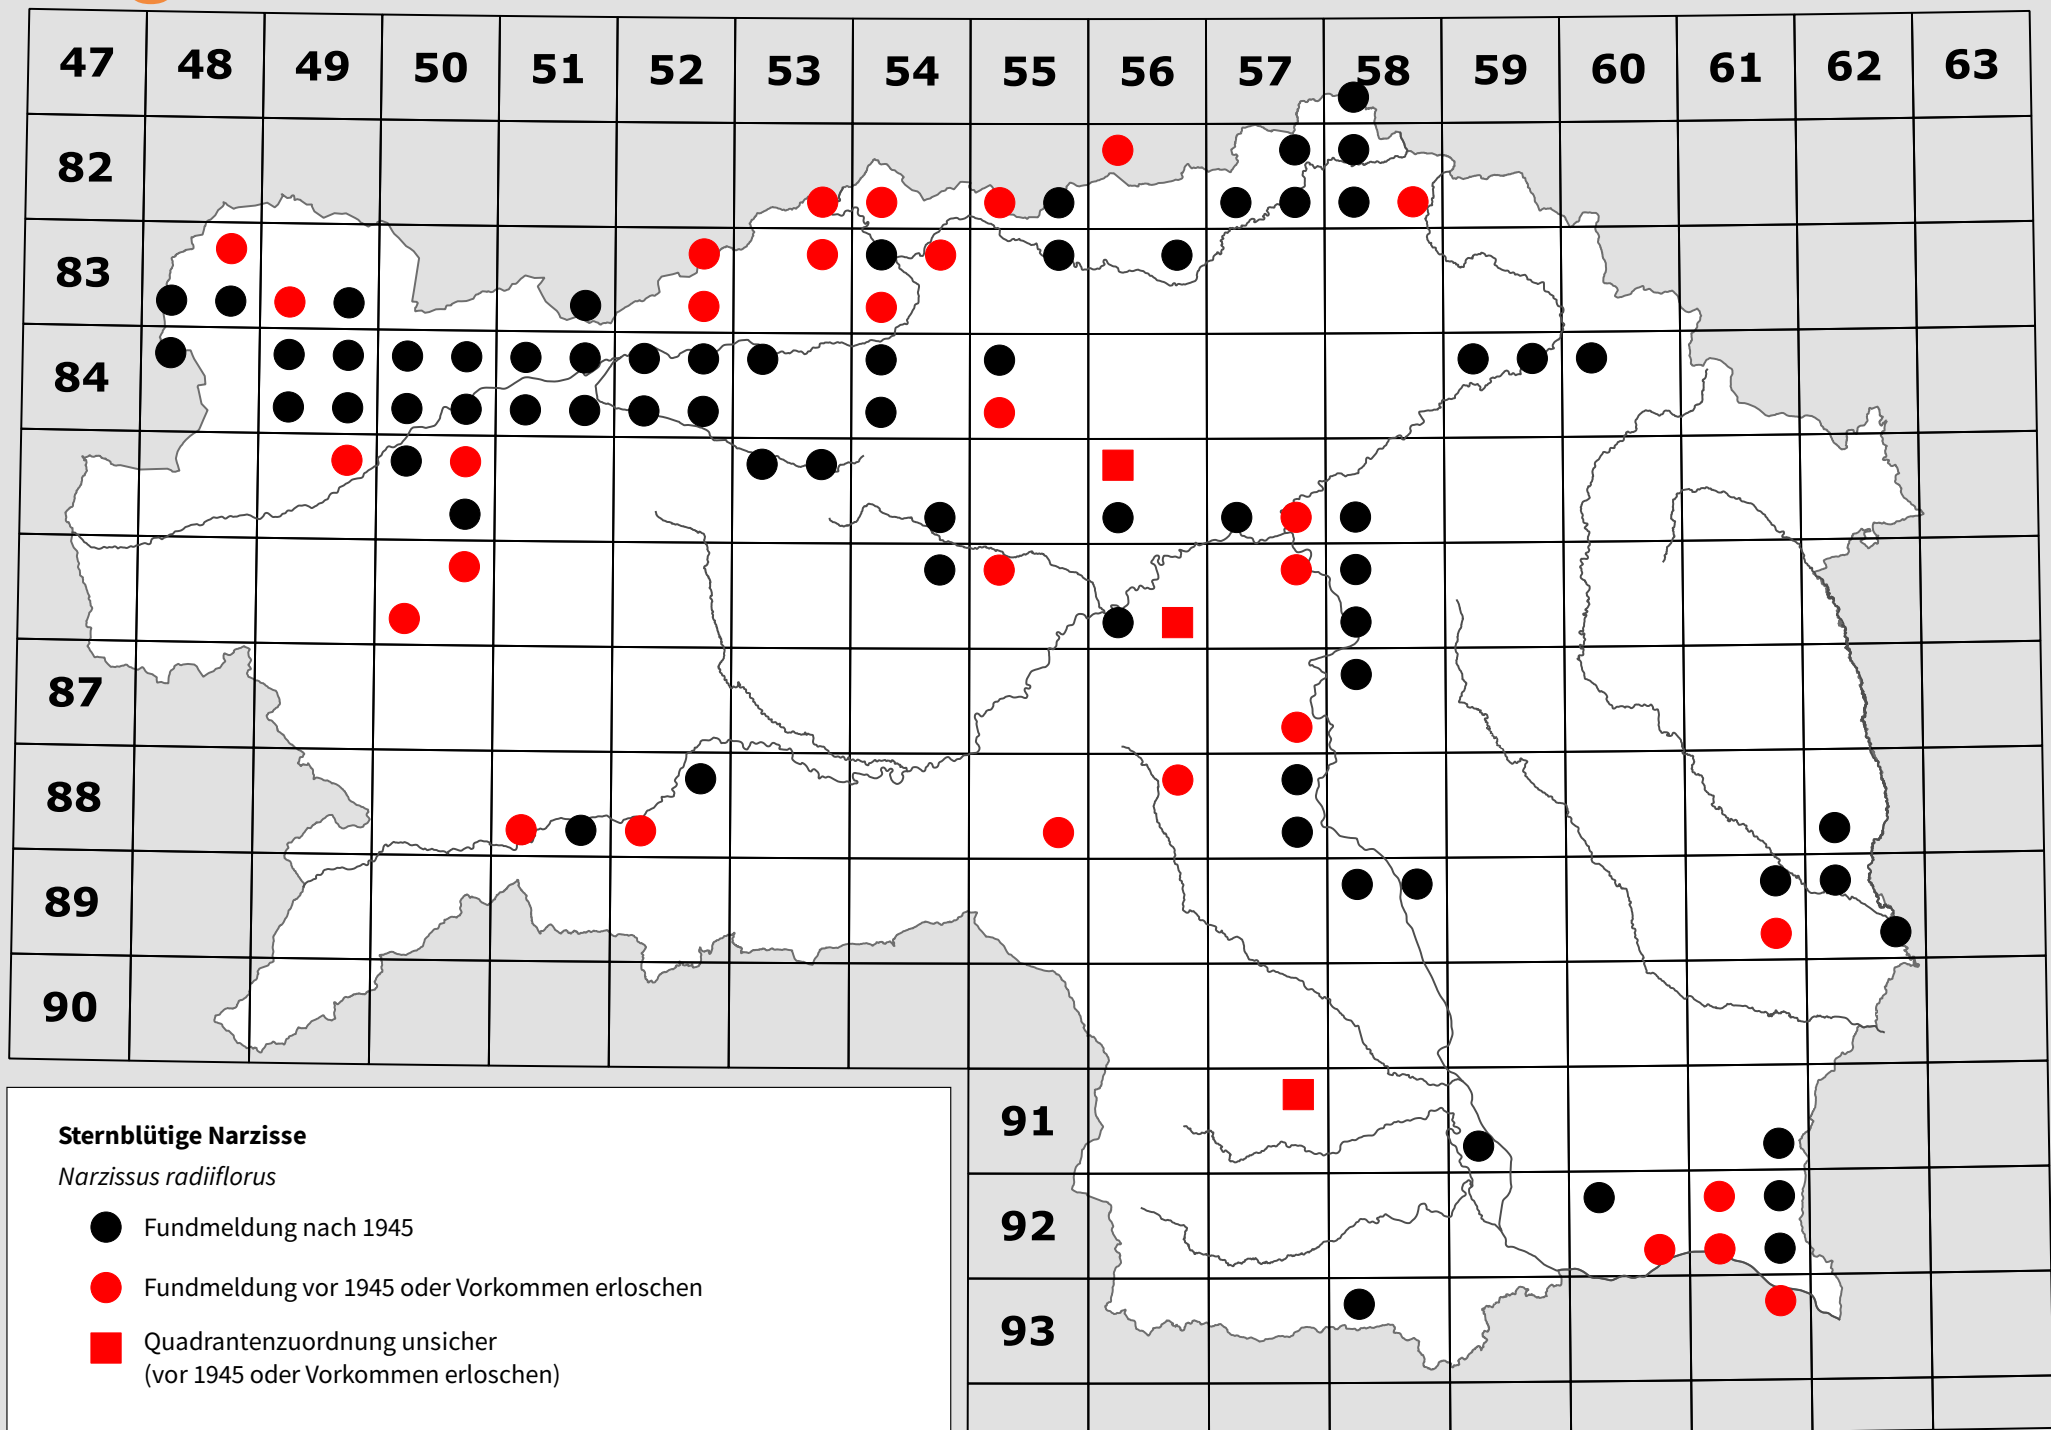 47 48 49 50 51 52 53 54 55 56 57 58 59 60 61 62 63
82
83
84
87
88
89
90
91
92
93
Sternblütige Narzisse
Narzissus radiiflorus
Fundmeldung nach 1945
Fundmeldung vor 1945 oder Vorkommen erloschen
Quadrantenzuordnung unsicher
(vor 1945 oder Vorkommen erloschen)